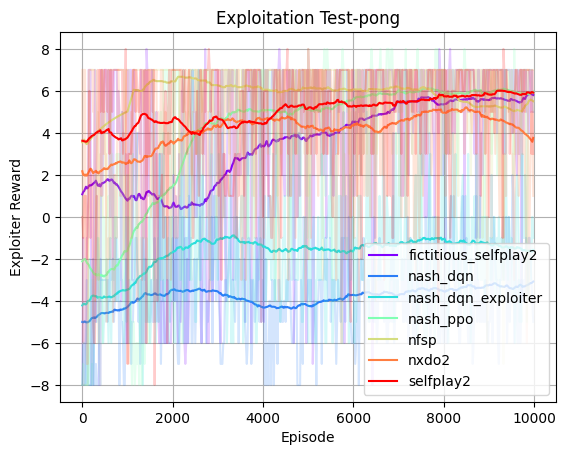 Exploitation Test-pong
Exploiter Reward
8
6
4
2
0
−2
−4
−6
−8
0
2000
4000
6000
8000
10000
Episode
fictitious_selfplay2
nash_dqn
nash_dqn_exploiter
nash_ppo
nfsp
nxdo2
selfplay2